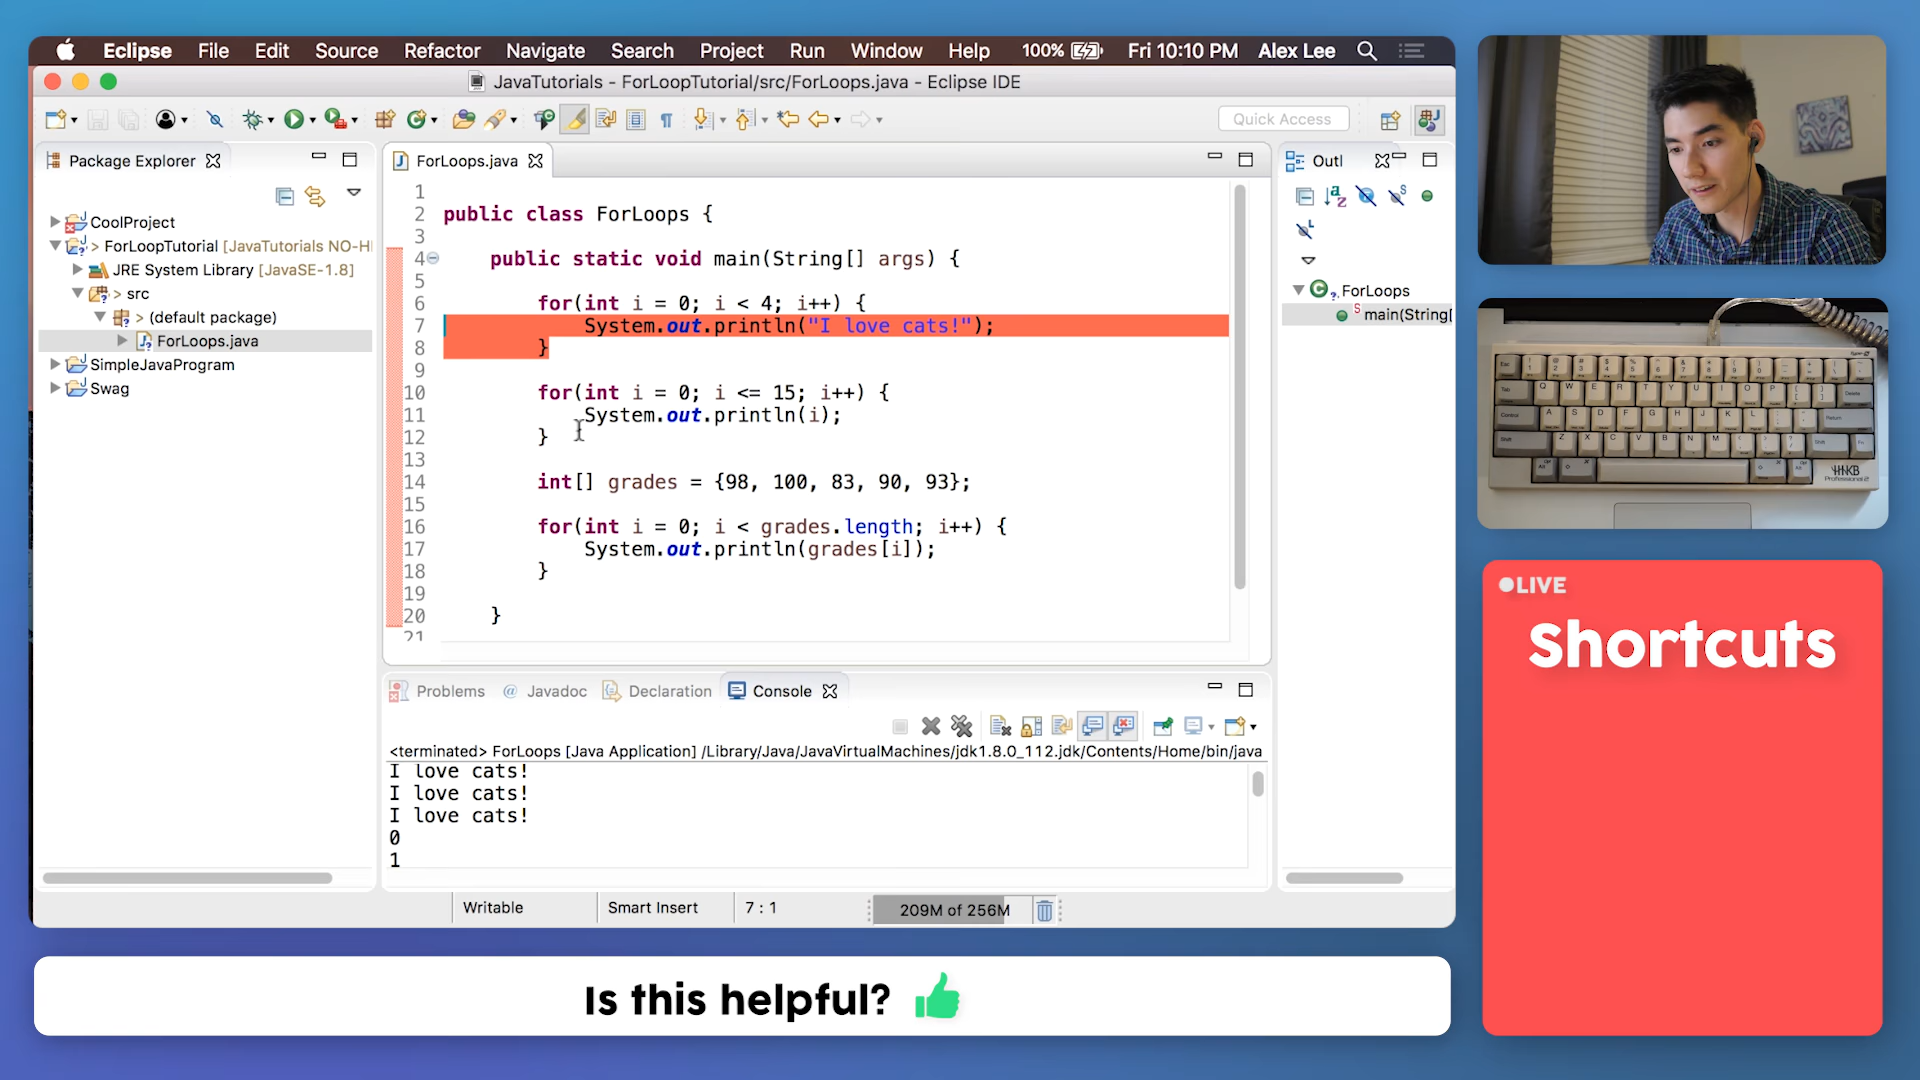 Eclipse File Edit Source Refactor Navigate Search Project Run Window Help 100% Fri 10:10 PM Alex Lee
JavaTutorials - ForLoopTutorial/src/ForLoops.java - Eclipse IDE
Quick Access
Package Explorer
CoolProject
> ForLoopTutorial [JavaTutorials NO-H
JRE System Library [JavaSE-1.8]
> src
> (default package)
ForLoops.java
SimpleJavaProgram
Swag
ForLoops.java
1
2 public class ForLoops {
3
4 public static void main(String[] args) {
5
6 for(int i = 0; i < 4; i++) {
7 System.out.println("I love cats!");
8 }
9
10 for(int i = 0; i <= 15; i++) {
11 System.out.println(i);
12 }
13
14 int[] grades = {98, 100, 83, 90, 93};
15
16 for(int i = 0; i < grades.length; i++) {
17 System.out.println(grades[i]);
18 }
19
20 }
21
Outl
ForLoops
main(String[
Problems @ Javadoc Declaration Console
<terminated> ForLoops [Java Application] /Library/Java/JavaVirtualMachines/jdk1.8.0_112.jdk/Contents/Home/bin/java
I love cats!
I love cats!
I love cats!
0
1
Writable Smart Insert 7 : 1 209M of 256M
Is this helpful?
HHKB
Professional2
LIVE
Shortcuts